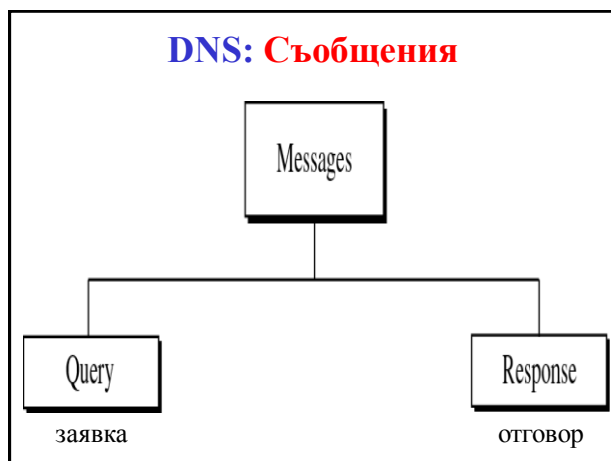 DNS: Съобщения
Messages
Query
Response
заявка
отговор